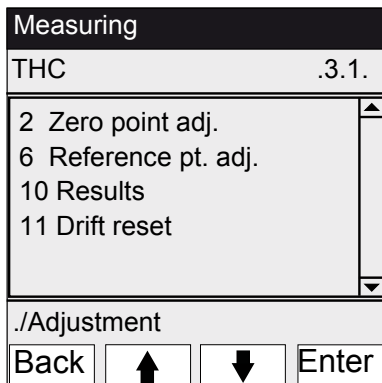 Measuring
THC .3.1.
2 Zero point adj.
6 Reference pt. adj.
10 Results
11 Drift reset
./Adjustment
Back Enter